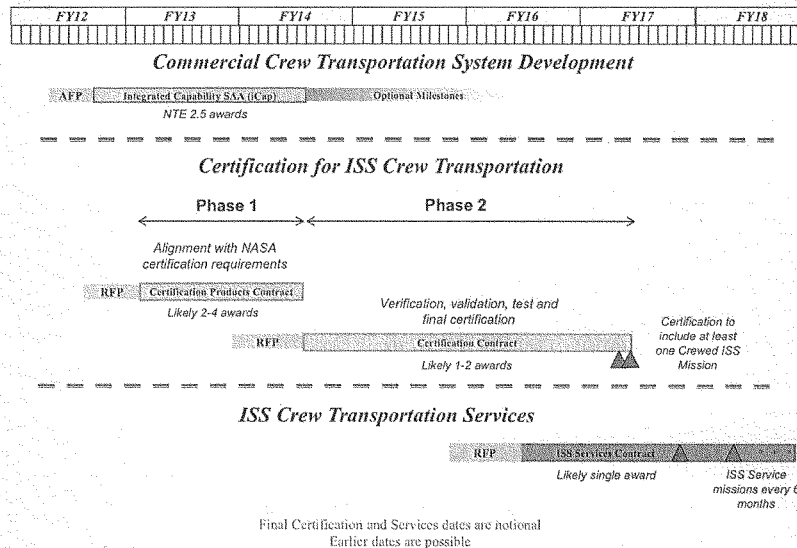 FY12 FY13 FY14 FY15 FY16 FY17 FY18
Commercial Crew Transportation System Development
AFP Integrated Capability SAA (iCap) Optional Milestones
NTE 2.5 awards
Certification for ISS Crew Transportation
Phase 1 Phase 2
Alignment with NASA
certification requirements
RFP Certification Products Contract
Likely 2-4 awards
Verification, validation, test and
final certification
RFP Certification Contract
Likely 1-2 awards
Certification to
include at least
one Crewed ISS
Mission
ISS Crew Transportation Services
RFP ISS Services Contract
Likely single award
ISS Service
missions every 6
months
Final Certification and Services dates are notional
Earlier dates are possible